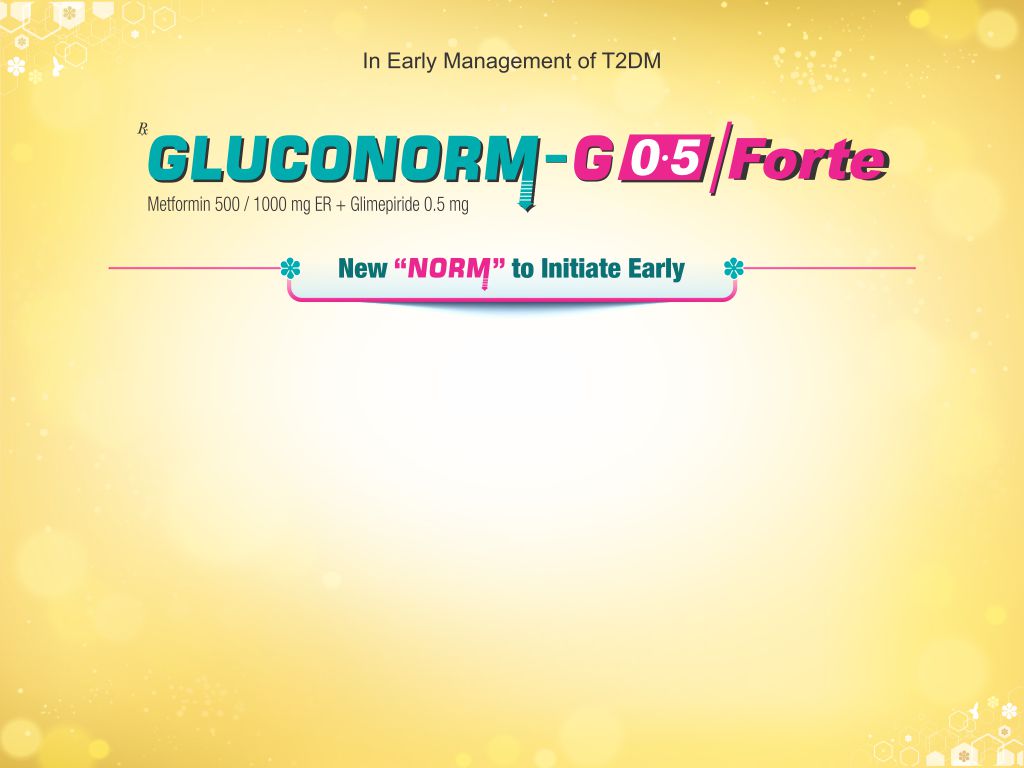 In Early Management of T2DM
℞
GLUCONORM-G 0·5/Forte
Metformin 500 / 1000 mg ER + Glimepiride 0.5 mg
New “NORM” to Initiate Early